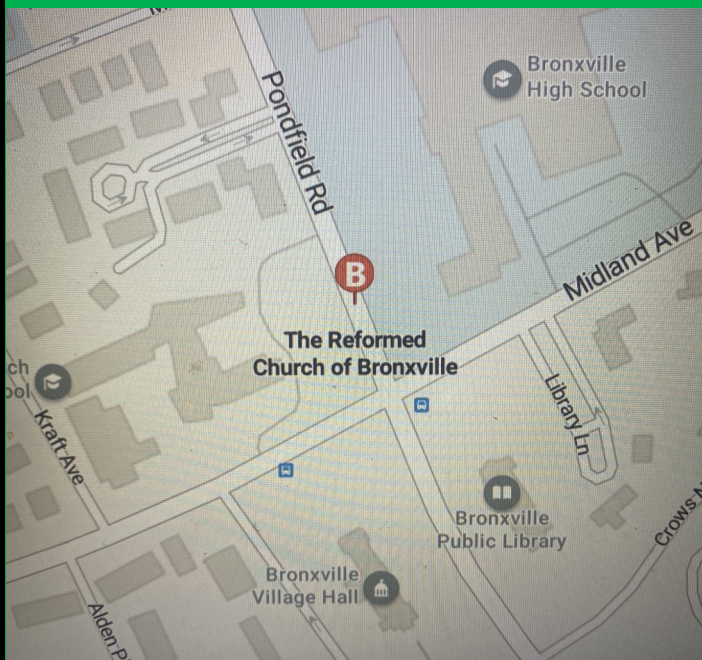 Bronxville
High School
Pondfield Rd
Midland Ave
B
The Reformed
Church of Bronxville
Library Ln
Kraft Ave
Bronxville
Public Library
Bronxville
Village Hall